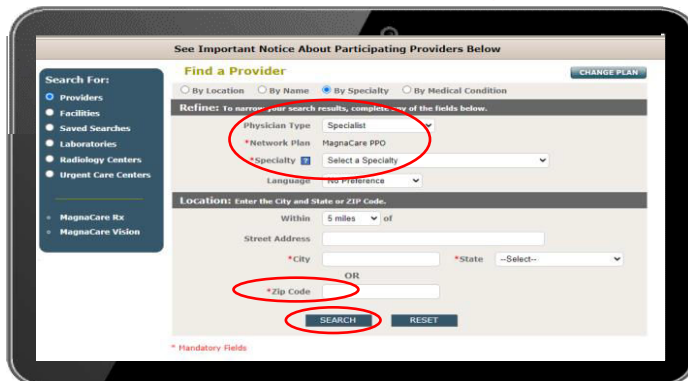 See Important Notice About Participating Providers Below
Search For:
Providers
Facilities
Saved Searches
Laboratories
Radiology Centers
Urgent Care Centers
MagnaCare Rx
MagnaCare Vision
Find a Provider
CHANGE PLAN
By Location By Name By Specialty By Medical Condition
Refine: To narrow your search results, complete any of the fields below.
Physician Type Specialist
*Network Plan MagnaCare PPO
*Specialty ? Select a Specialty
Language No Preference
Location: Enter the City and State or ZIP Code.
Within 5 miles of
Street Address
*City *State --Select--
OR
*Zip Code
SEARCH RESET
* Mandatory Fields